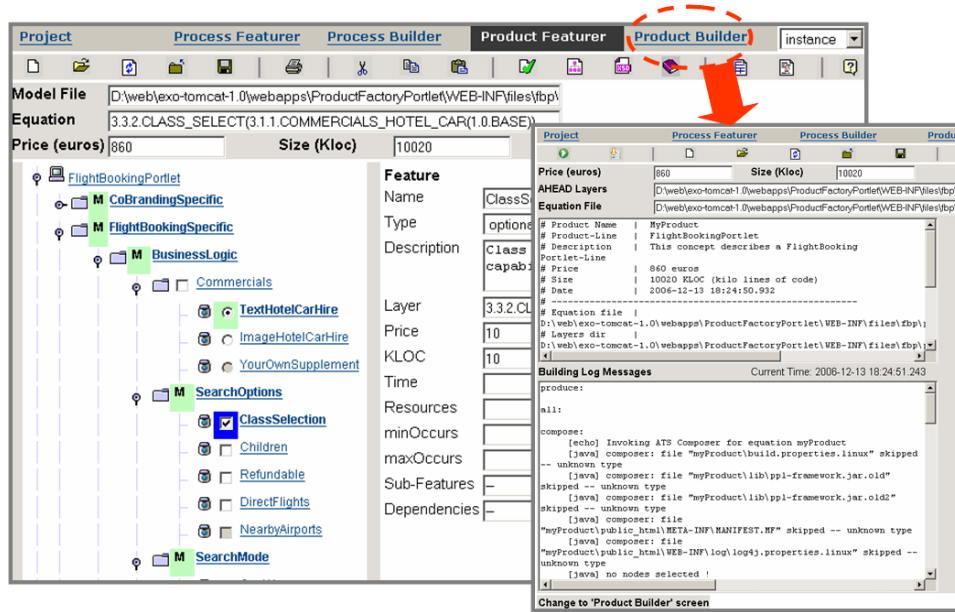 Project Process Featurer Process Builder Product Featurer Product Builder instance
Model File D:\web\exo-tomcat-1.0\webapps\ProductFactoryPortlet\WEB-INF\files\fbp\
Equation 3.3.2.CLASS_SELECT(3.1.1.COMMERCIALS_HOTEL_CAR(1.0.BASE))
Price (euros) 860 Size (Kloc) 10020
FlightBookingPortlet
M CoBrandingSpecific
M FlightBookingSpecific
M BusinessLogic
Commercials
TextHotelCarHire
ImageHotelCarHire
YourOwnSupplement
M SearchOptions
ClassSelection
Children
Refundable
DirectFlights
NearbyAirports
M SearchMode
Feature
Name ClassS
Type optiona
Description Class
capabi
Layer 3.3.2.CL
Price 10
KLOC 10
Time
Resources
minOccurs
maxOccurs
Sub-Features --
Dependencies --
Project Process Featurer Process Builder Produ
Price (euros) 860 Size (Kloc) 10020
AHEAD Layers D:\web\exo-tomcat-1.0\webapps\ProductFactoryPortlet\WEB-INF\files\fbp\
Equation File D:\web\exo-tomcat-1.0\webapps\ProductFactoryPortlet\WEB-INF\files\fbp\
# Product Name | MyProduct
# Product-Line | FlightBookingPortlet
# Description | This concept describes a FlightBooking
Portlet-Line
# Price | 860 euros
# Size | 10020 KLOC (kilo lines of code)
# Date | 2006-12-13 18:24:50.932
# -------------------------------------------------
# Equation file |
D:\web\exo-tomcat-1.0\webapps\ProductFactoryPortlet\WEB-INF\files\fbp\
# Layers dir |
D:\web\exo-tomcat-1.0\webapps\ProductFactoryPortlet\WEB-INF\files\fbp\
Building Log Messages Current Time: 2006-12-13 18:24:51.243
produce:
all:
compose:
[echo] Invoking ATS Composer for equation myProduct
[java] composer: file "myProduct\build.properties.linux" skipped
-- unknown type
[java] composer: file "myProduct\lib\ppl-framework.jar.old"
skipped -- unknown type
[java] composer: file "myProduct\lib\ppl-framework.jar.old2"
skipped -- unknown type
[java] composer: file
"myProduct\public_html\META-INF\MANIFEST.MF" skipped -- unknown type
[java] composer: file
"myProduct\public_html\WEB-INF\log\log4j.properties.linux" skipped --
unknown type
[java] no nodes selected !
Change to 'Product Builder' screen